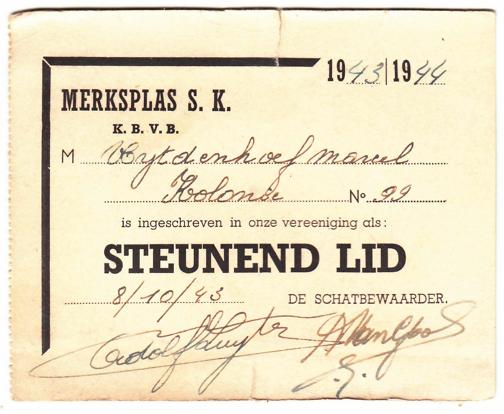 1943|1944
MERKSPLAS S. K.
K. B. V. B.
M Uytdenhoef marcel
Kolonie No 99
is ingeschreven in onze vereeniging als:
STEUNEND LID
8/10/43 DE SCHATBEWAARDER.